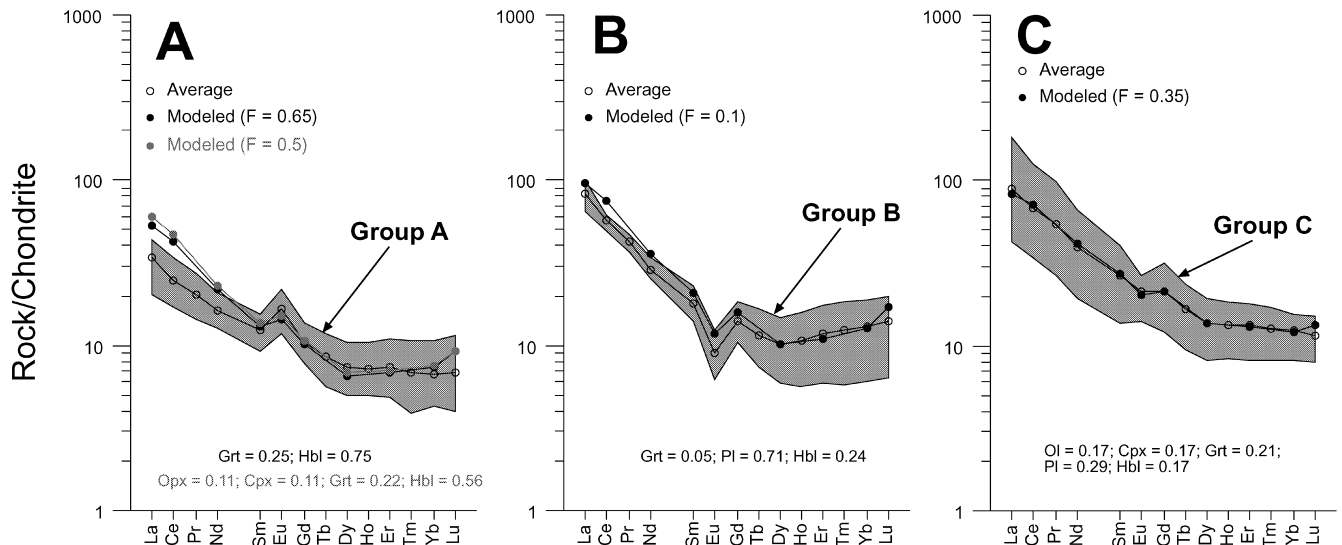 Rock/Chondrite
A
1000
100
10
1
Average
Modeled (F = 0.65)
Modeled (F = 0.5)
Group A
Grt = 0.25; Hbl = 0.75
Opx = 0.11; Cpx = 0.11; Grt = 0.22; Hbl = 0.56
La Ce Pr Nd Sm Eu Gd Tb Dy Ho Er Tm Yb Lu
B
1000
100
10
1
Average
Modeled (F = 0.1)
Group B
Grt = 0.05; Pl = 0.71; Hbl = 0.24
La Ce Pr Nd Sm Eu Gd Tb Dy Ho Er Tm Yb Lu
C
1000
100
10
1
Average
Modeled (F = 0.35)
Group C
Ol = 0.17; Cpx = 0.17; Grt = 0.21;
Pl = 0.29; Hbl = 0.17
La Ce Pr Nd Sm Eu Gd Tb Dy Ho Er Tm Yb Lu